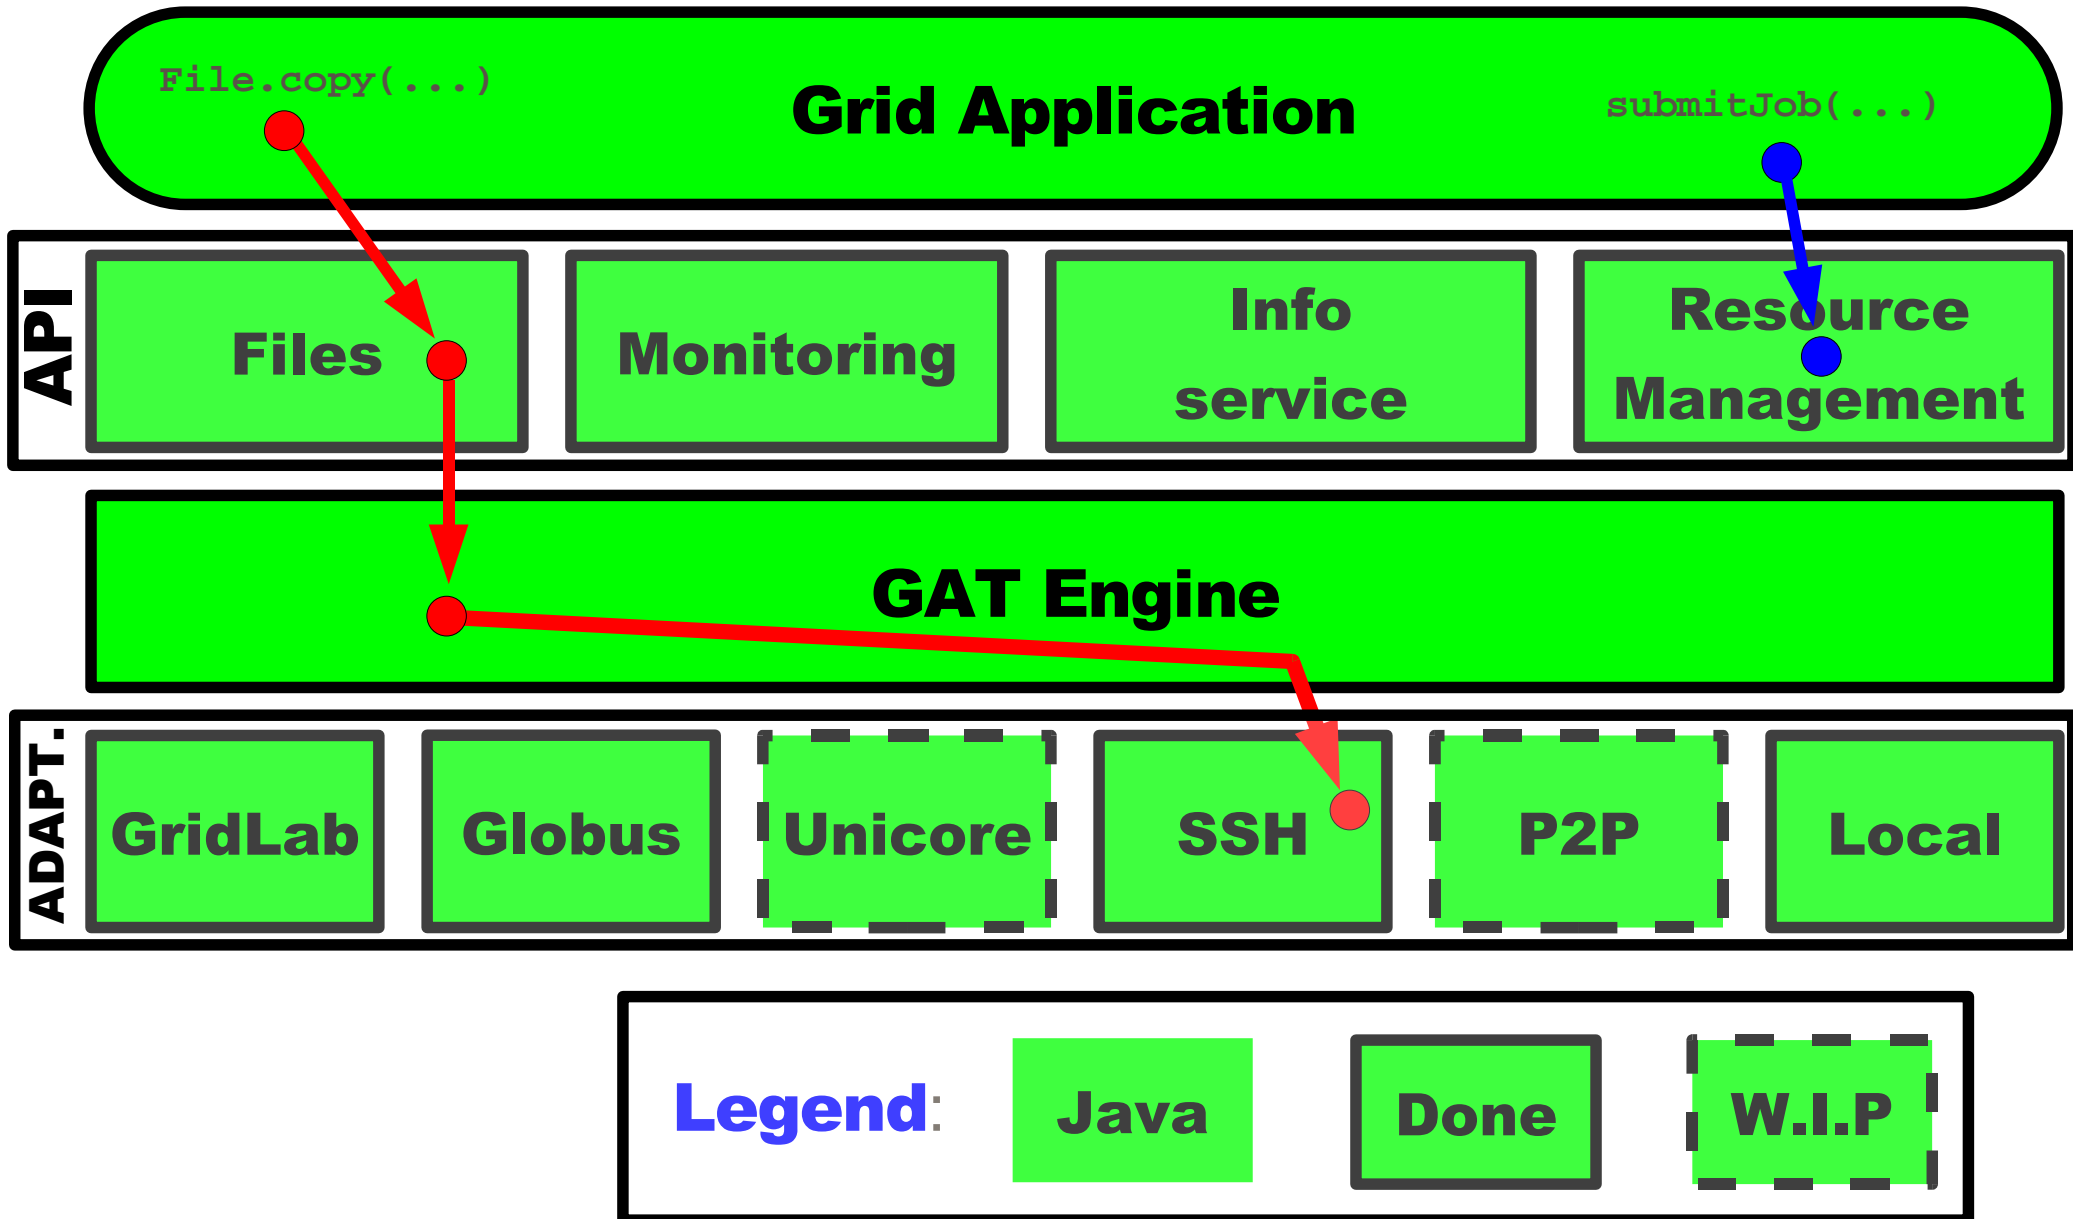 File.copy(...)
Grid Application
submitJob(...)
API
Files
Monitoring
Info
service
Resource
Management
GAT Engine
ADAPT.
GridLab
Globus
Unicore
SSH
P2P
Local
Legend:
Java
Done
W.I.P